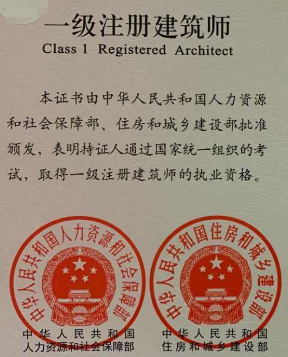 一级注册建筑师
Class 1 Registered Architect
本证书由中华人民共和国人力资源
和社会保障部、住房和城乡建设部批准
颁发，表明持证人通过国家统一组织的考
试，取得一级注册建筑师的执业资格。
中华人民共和国人力资源和社会保障部
中华人民共和国住房和城乡建设部
中华人民共和国
人力资源和社会保障部
中华人民共和国
住房和城乡建设部